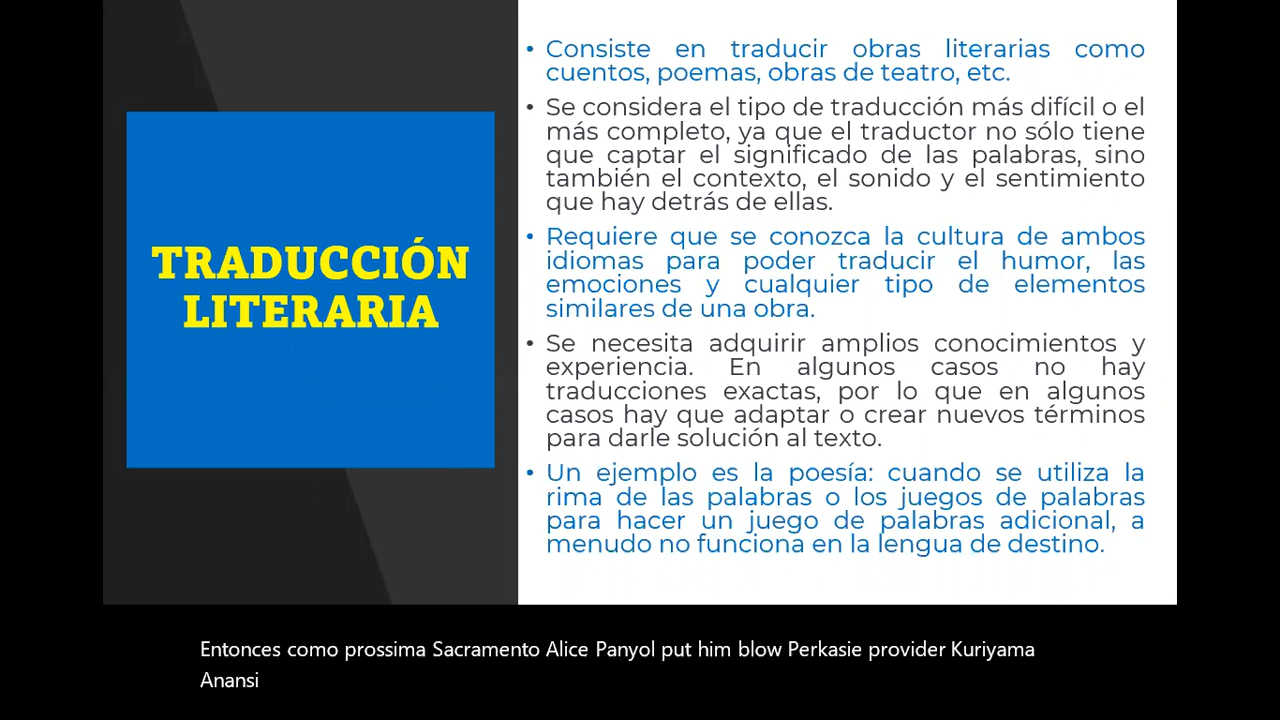 TRADUCCIÓN
LITERARIA
• Consiste en traducir obras literarias como
cuentos, poemas, obras de teatro, etc.
• Se considera el tipo de traducción más difícil o el
más completo, ya que el traductor no sólo tiene
que captar el significado de las palabras, sino
también el contexto, el sonido y el sentimiento
que hay detrás de ellas.
• Requiere que se conozca la cultura de ambos
idiomas para poder traducir el humor, las
emociones y cualquier tipo de elementos
similares de una obra.
• Se necesita adquirir amplios conocimientos y
experiencia. En algunos casos no hay
traducciones exactas, por lo que en algunos
casos hay que adaptar o crear nuevos términos
para darle solución al texto.
• Un ejemplo es la poesía: cuando se utiliza la
rima de las palabras o los juegos de palabras
para hacer un juego de palabras adicional, a
menudo no funciona en la lengua de destino.
Entonces como prossima Sacramento Alice Panyol put him blow Perkasie provider Kuriyama
Anansi